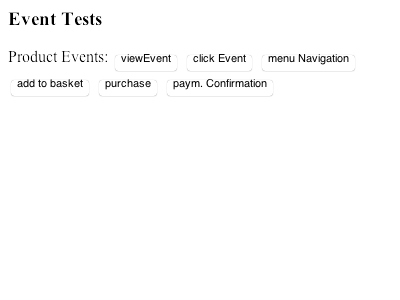 Event Tests
Product Events: viewEvent click Event menu Navigation
add to basket purchase paym. Confirmation